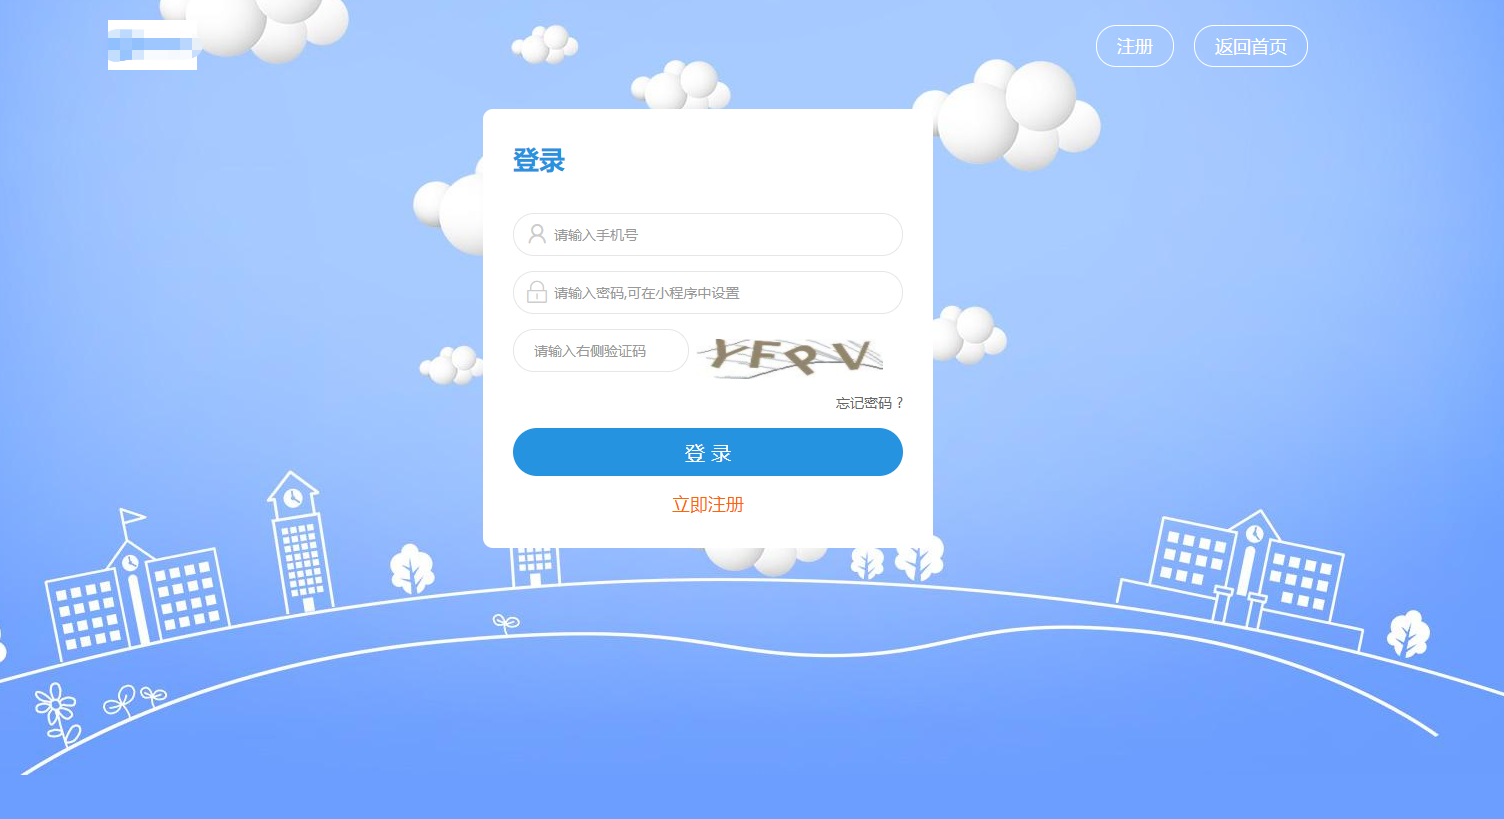 注册
返回首页
登录
请输入手机号
请输入密码,可在小程序中设置
请输入右侧验证码
YFPV
忘记密码？
登 录
立即注册